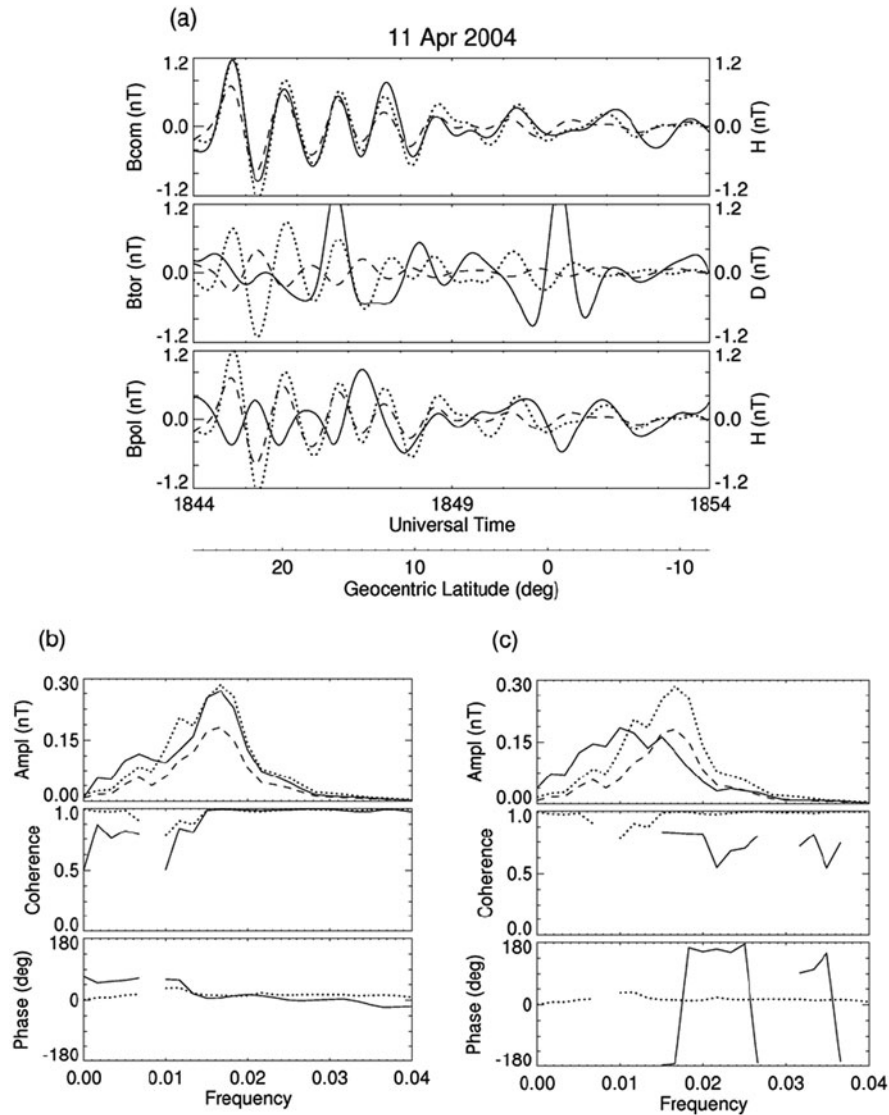 (a)
11 Apr 2004
1.2
0.0
-1.2
Bcom (nT)
1.2
0.0
-1.2
H (nT)
1.2
0.0
-1.2
Btor (nT)
1.2
0.0
-1.2
D (nT)
1.2
0.0
-1.2
Bpol (nT)
1.2
0.0
-1.2
H (nT)
1844 1849 1854
Universal Time
20 10 0 -10
Geocentric Latitude (deg)
(b)
0.30
0.15
0.00
Ampl (nT)
1.0
0.5
0.0
Coherence
180
0
-180
Phase (deg)
0.00 0.01 0.02 0.03 0.04
Frequency
(c)
0.30
0.15
0.00
Ampl (nT)
1.0
0.5
0.0
Coherence
180
0
-180
Phase (deg)
0.00 0.01 0.02 0.03 0.04
Frequency